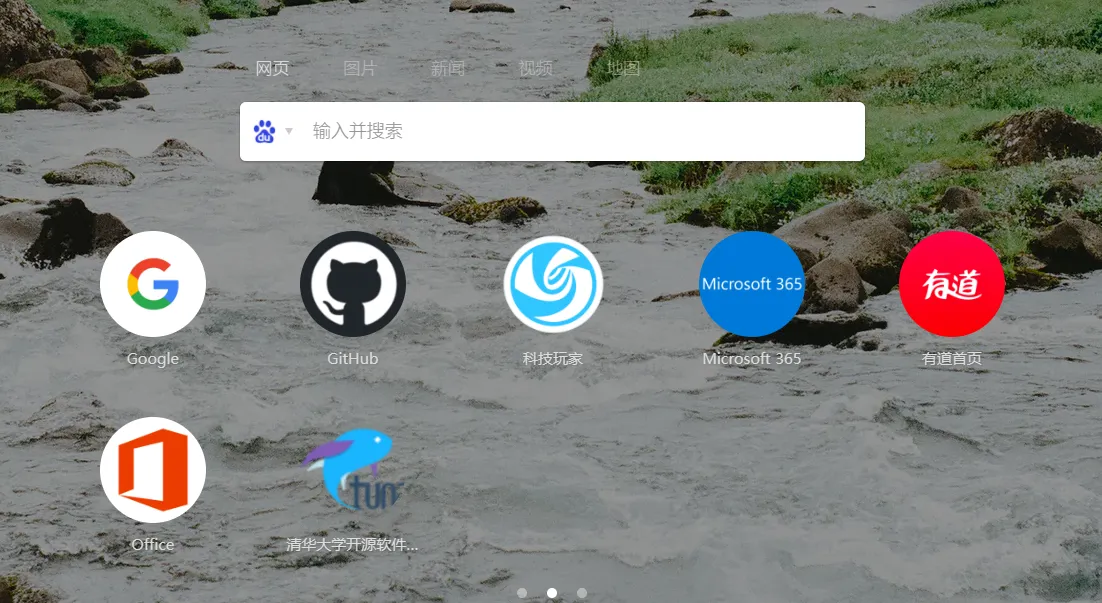 网页 图片 新闻 视频 地图
du 输入并搜索
Microsoft 365 有道
Google GitHub 科技玩家 Microsoft 365 有道首页
tuna
Office 清华大学开源软件...